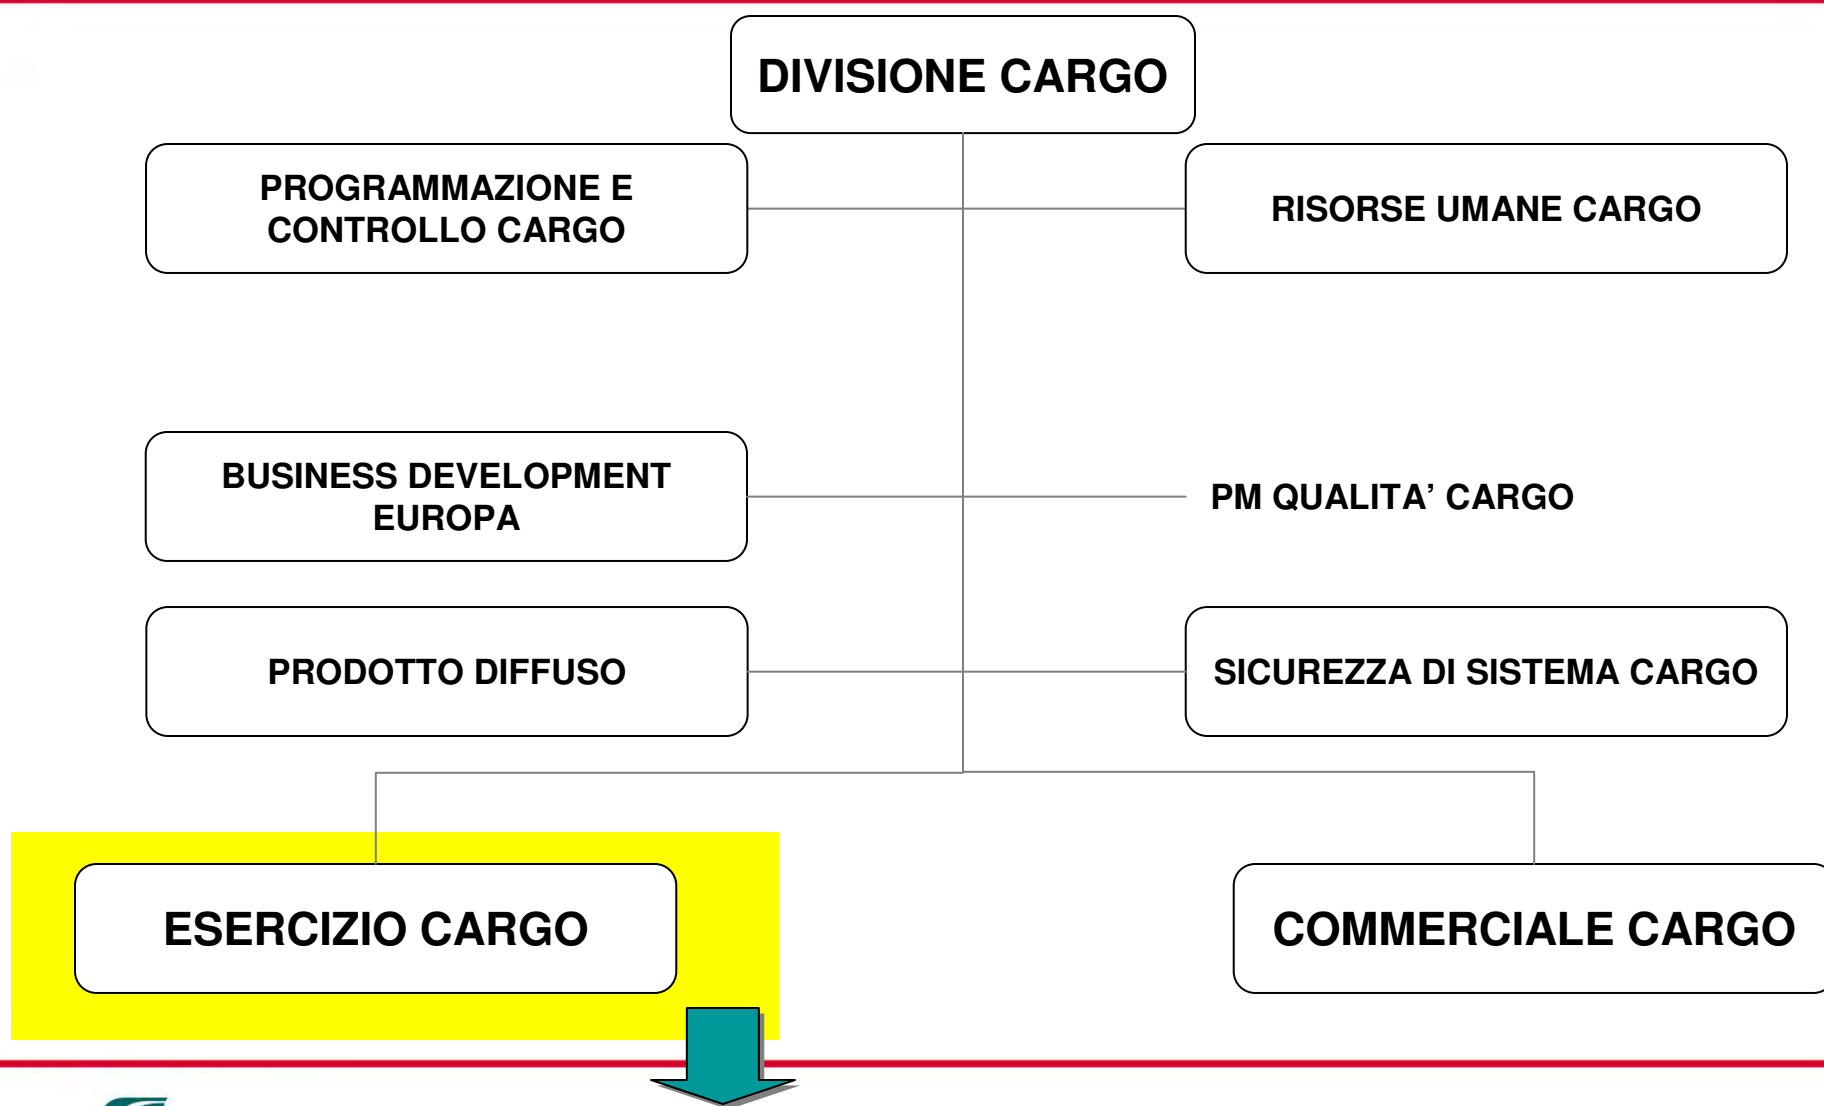 DIVISIONE CARGO
PROGRAMMAZIONE E
CONTROLLO CARGO
RISORSE UMANE CARGO
BUSINESS DEVELOPMENT
EUROPA
PM QUALITA’ CARGO
PRODOTTO DIFFUSO
SICUREZZA DI SISTEMA CARGO
ESERCIZIO CARGO
COMMERCIALE CARGO